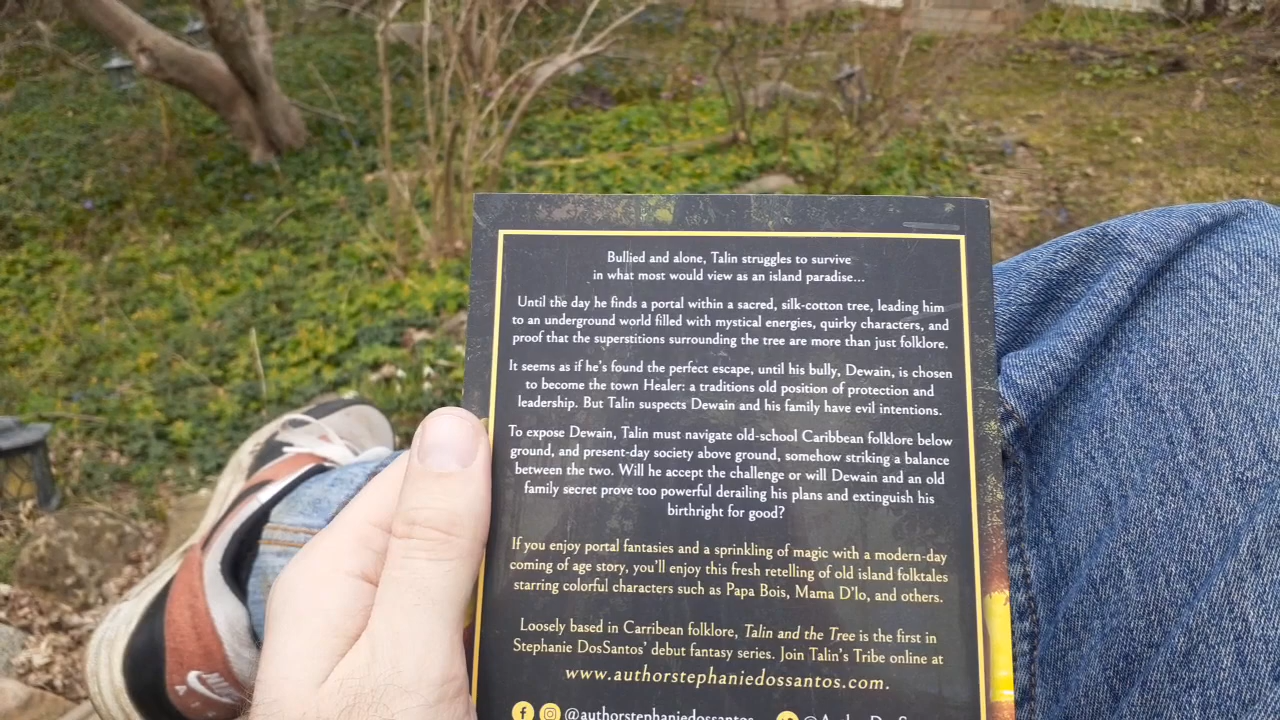 Bullied and alone, Talin struggles to survive
in what most would view as an island paradise...
Until the day he finds a portal within a sacred, silk-cotton tree, leading him
to an underground world filled with mystical energies, quirky characters, and
proof that the superstitions surrounding the tree are more than just folklore.
It seems as if he's found the perfect escape, until his bully, Dewain, is chosen
to become the town Healer: a traditions old position of protection and
leadership. But Talin suspects Dewain and his family have evil intentions.
To expose Dewain, Talin must navigate old-school Caribbean folklore below
ground, and present-day society above ground, somehow striking a balance
between the two. Will he accept the challenge or will Dewain and an old
family secret prove too powerful derailing his plans and extinguish his
birthright for good?
If you enjoy portal fantasies and a sprinkling of magic with a modern-day
coming of age story, you'll enjoy this fresh retelling of old island folktales
starring colorful characters such as Papa Bois, Mama D'lo, and others.
Loosely based in Carribean folklore, Talin and the Tree is the first in
Stephanie DosSantos' debut fantasy series. Join Talin's Tribe online at
www.authorstephaniedossantos.com.
@authorstephaniedossantos